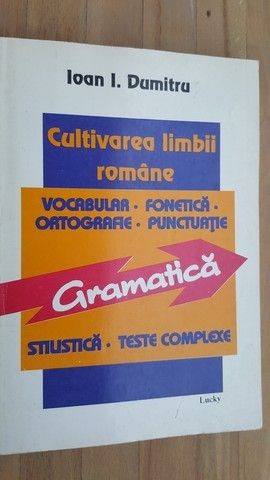 Ioan I. Dumitru
Cultivarea limbii
române
VOCABULAR • FONETICĂ •
ORTOGRAFIE • PUNCTUAȚIE
Gramatică
STILISTICĂ • TESTE COMPLEXE
Lucky